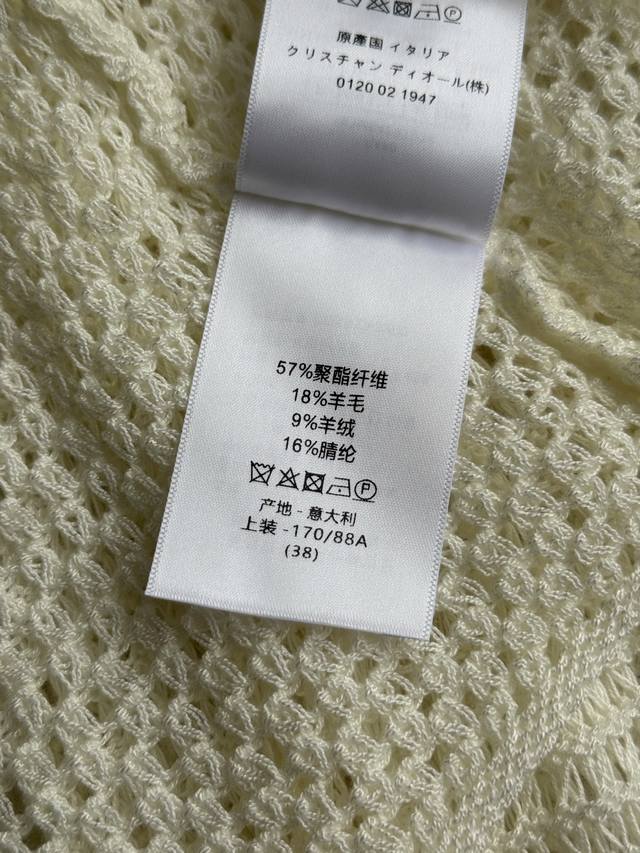 原産国 イタリア
クリスチャン ディオール(株)
0120 02 1947
57%聚酯纤维
18%羊毛
9%羊绒
16%腈纶
产地 - 意大利
上装 -170/88A
(38)